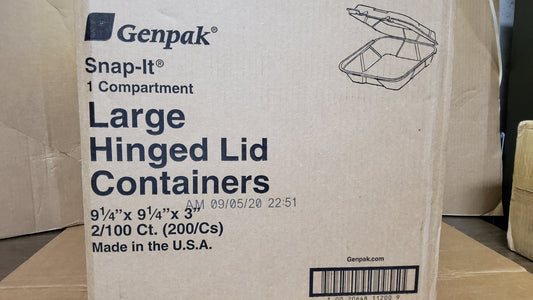 Genpak®
Snap-It®
1 Compartment
Large
Hinged Lid
Containers
AM 09/05/20 22:51
9¼"x 9¼"x 3"
2/100 Ct. (200/Cs)
Made in the U.S.A.
Genpak.com